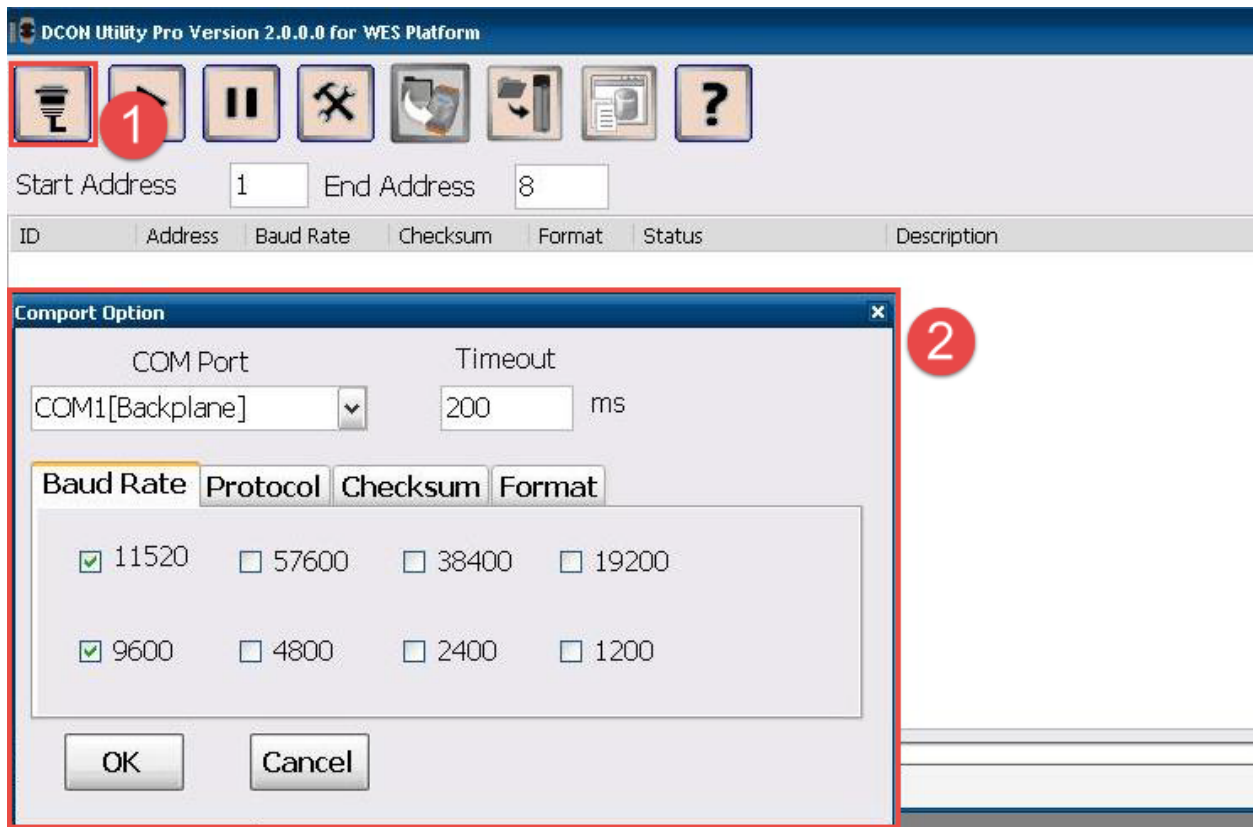 DCON Utility Pro Version 2.0.0.0 for WES Platform
1
?
Start Address 1 End Address 8
ID Address Baud Rate Checksum Format Status Description
Comport Option
2
COM Port Timeout
COM1[Backplane] 200 ms
Baud Rate Protocol Checksum Format
11520 57600 38400 19200
9600 4800 2400 1200
OK Cancel